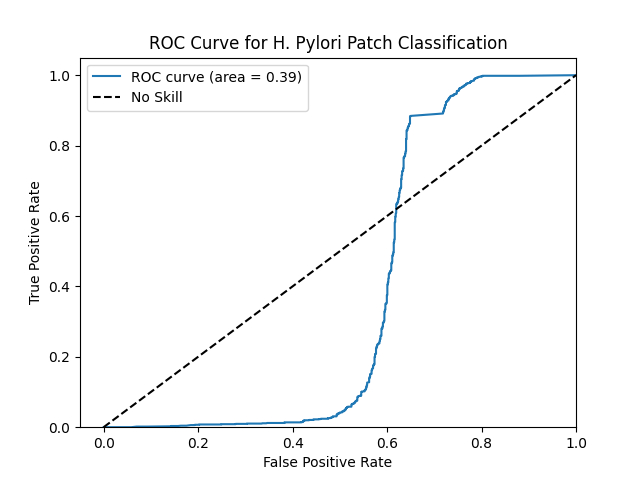 ROC Curve for H. Pylori Patch Classification
ROC curve (area = 0.39)
No Skill
1.0
0.8
0.6
0.4
0.2
0.0
True Positive Rate
0.0 0.2 0.4 0.6 0.8 1.0
False Positive Rate